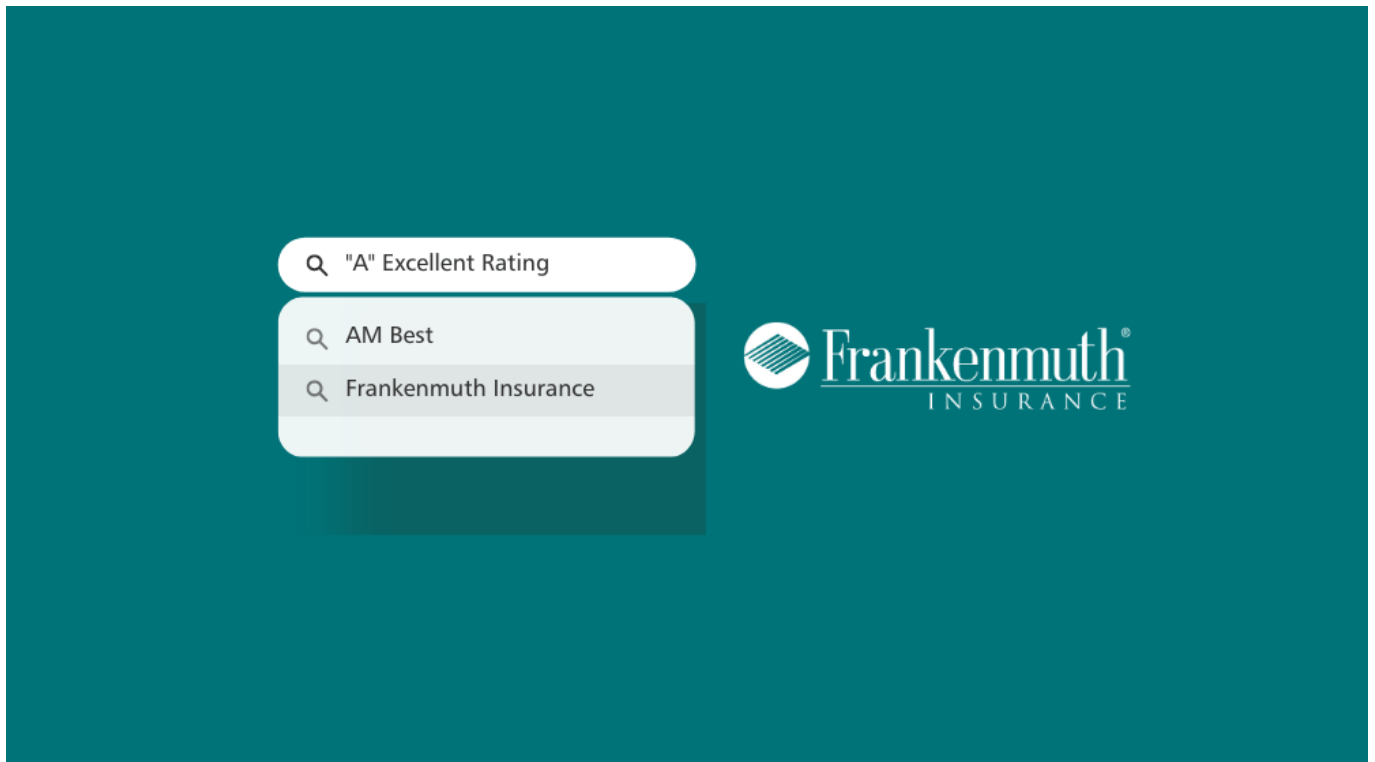 "A" Excellent Rating
AM Best
Frankenmuth Insurance
Frankenmuth®
INSURANCE